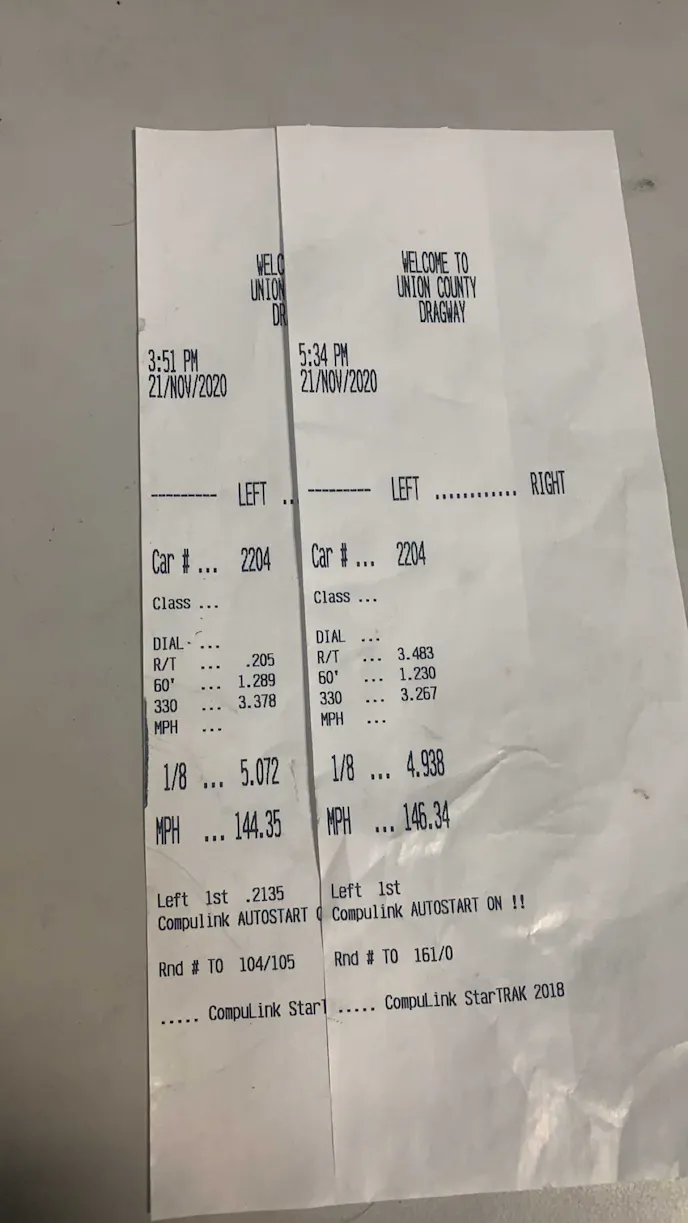 WELC
UNION
DR
3:51 PM
21/NOV/2020
--------- LEFT ..
Car # ... 2204
Class ...
DIAL ...
R/T ... .205
60' ... 1.289
330 ... 3.378
MPH ...
1/8 ... 5.072
MPH ... 144.35
Left 1st .2135
Compulink AUTOSTART
Rnd # TO 104/105
..... CompuLink Star
WELCOME TO
UNION COUNTY
DRAGWAY
5:34 PM
21/NOV/2020
--------- LEFT ............ RIGHT
Car # ... 2204
Class ...
DIAL ...
R/T ... 3.483
60' ... 1.230
330 ... 3.267
MPH ...
1/8 ... 4.938
MPH ... 146.34
Left 1st
Compulink AUTOSTART ON !!
Rnd # TO 161/0
..... CompuLink StarTRAK 2018